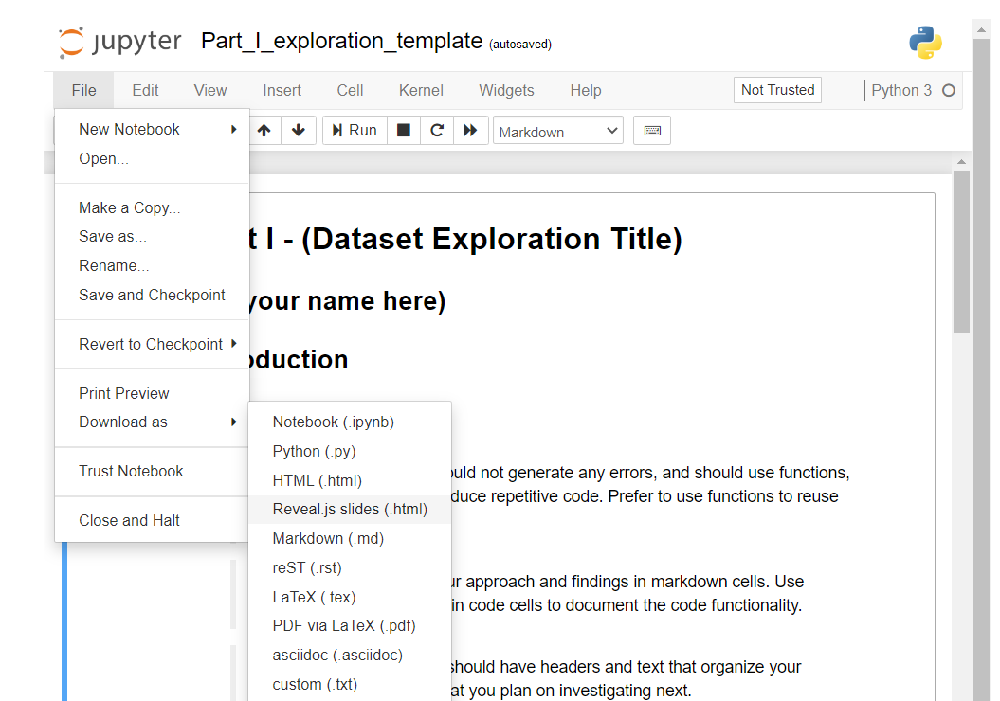 jupyter Part_I_exploration_template (autosaved)
File Edit View Insert Cell Kernel Widgets Help Not Trusted Python 3
Run Markdown
New Notebook
Open...
Make a Copy...
Save as...
Rename...
Save and Checkpoint
Revert to Checkpoint
Print Preview
Download as
Trust Notebook
Close and Halt
Notebook (.ipynb)
Python (.py)
HTML (.html)
Reveal.js slides (.html)
Markdown (.md)
reST (.rst)
LaTeX (.tex)
PDF via LaTeX (.pdf)
asciidoc (.asciidoc)
custom (.txt)
t I - (Dataset Exploration Title)
your name here)
oduction
ould not generate any errors, and should use functions,
duce repetitive code. Prefer to use functions to reuse
ur approach and findings in markdown cells. Use
in code cells to document the code functionality.
should have headers and text that organize your
at you plan on investigating next.